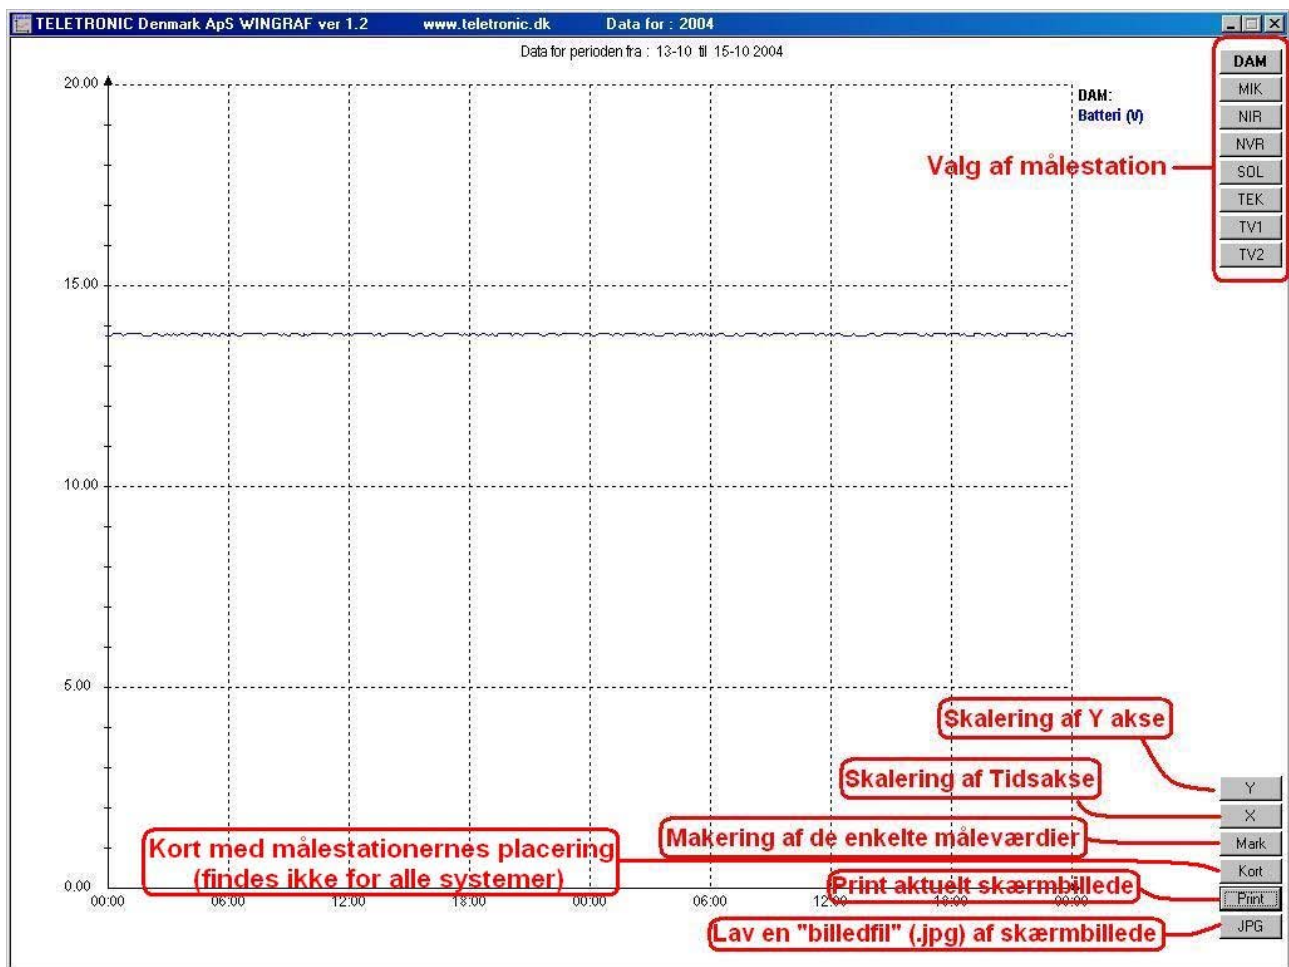 TELETRONIC Denmark ApS WINGRAF ver 1.2 www.teletronic.dk Data for : 2004
Data for perioden fra : 13-10 til 15-10 2004
DAM
MIK
NIR
NVR
SOL
TEK
TV1
TV2
Valg af målestation
DAM:
Batteri (V)
20.00
15.00
10.00
5.00
0.00
00:00 06:00 12:00 18:00 00:00 06:00 12:00 18:00 00:00
Skalering af Y akse
Skalering af Tidsakse
Makering af de enkelte måleværdier
Kort med målestationernes placering
(findes ikke for alle systemer)
Print aktuelt skærmbillede
Lav en "billedfil" (.jpg) af skærmbillede
Y
X
Mark
Kort
Print
JPG